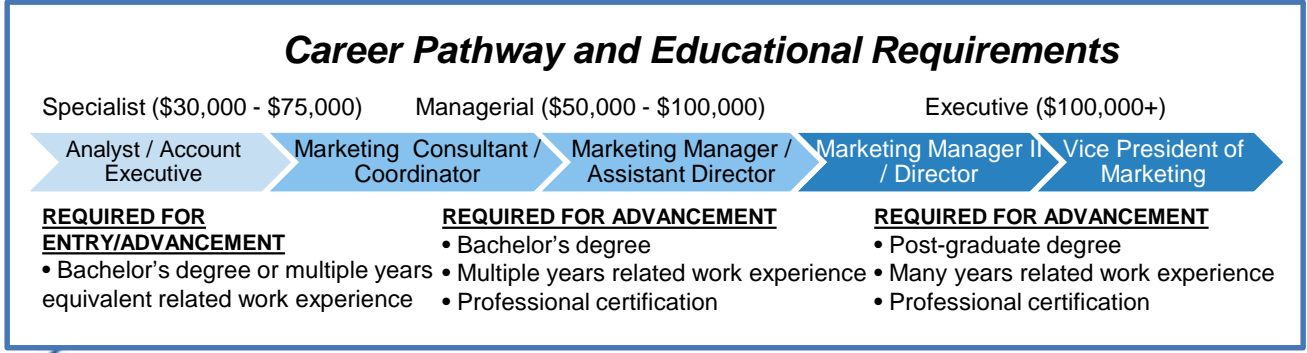 Career Pathway and Educational Requirements
Specialist ($30,000 - $75,000)
Managerial ($50,000 - $100,000)
Executive ($100,000+)
Analyst / Account
Executive
Marketing Consultant /
Coordinator
Marketing Manager /
Assistant Director
Marketing Manager II
/ Director
Vice President of
Marketing
REQUIRED FOR
ENTRY/ADVANCEMENT
• Bachelor's degree or multiple years
equivalent related work experience
REQUIRED FOR ADVANCEMENT
• Bachelor's degree
• Multiple years related work experience
• Professional certification
REQUIRED FOR ADVANCEMENT
• Post-graduate degree
• Many years related work experience
• Professional certification